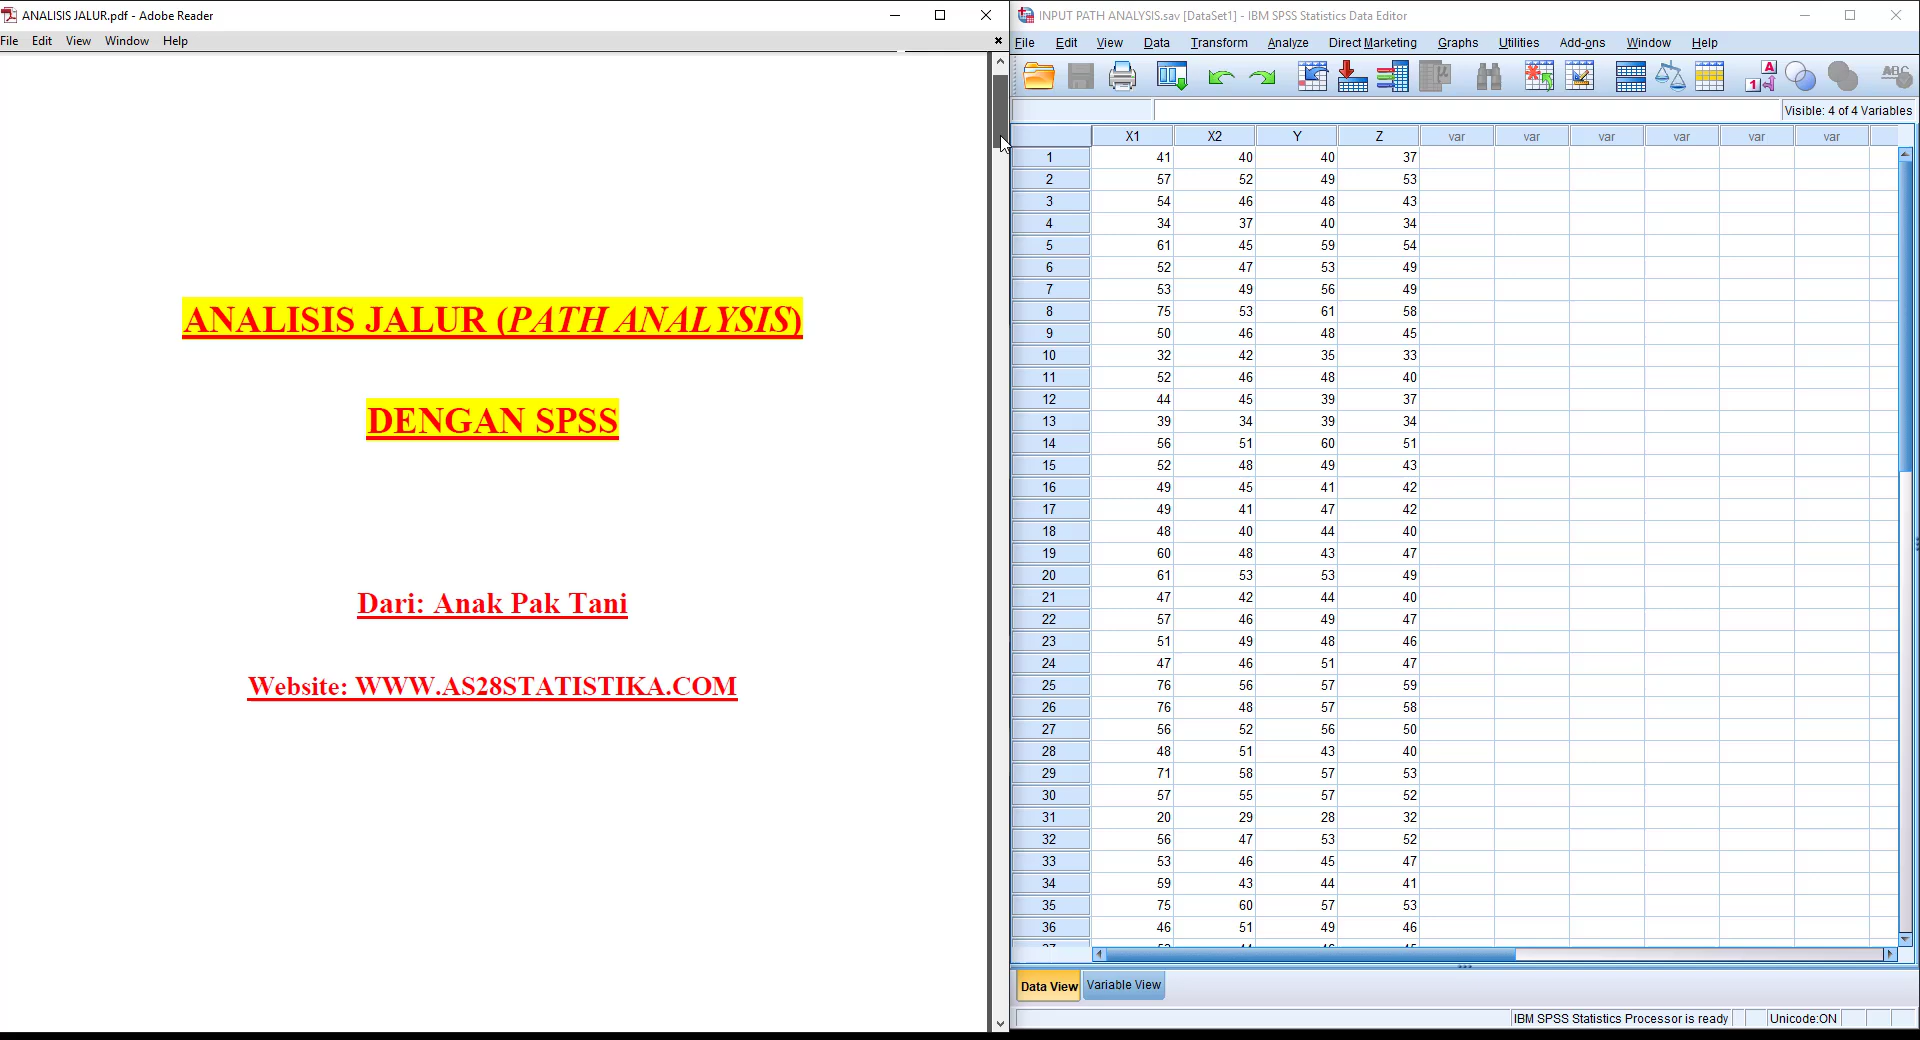 ANALISIS JALUR.pdf - Adobe Reader
File Edit View Window Help
ANALISIS JALUR (PATH ANALYSIS)
DENGAN SPSS
Dari: Anak Pak Tani
Website: WWW.AS28STATISTIKA.COM
INPUT PATH ANALYSIS.sav [DataSet1] - IBM SPSS Statistics Data Editor
File Edit View Data Transform Analyze Direct Marketing Graphs Utilities Add-ons Window Help
Visible: 4 of 4 Variables
X1 X2 Y Z var var var var var var
1 41 40 40 37
2 57 52 49 53
3 54 46 48 43
4 34 37 40 34
5 61 45 59 54
6 52 47 53 49
7 53 49 56 49
8 75 53 61 58
9 50 46 48 45
10 32 42 35 33
11 52 46 48 40
12 44 45 39 37
13 39 34 39 34
14 56 51 60 51
15 52 48 49 43
16 49 45 41 42
17 49 41 47 42
18 48 40 44 40
19 60 48 43 47
20 61 53 53 49
21 47 42 44 40
22 57 46 49 47
23 51 49 48 46
24 47 46 51 47
25 76 56 57 59
26 76 48 57 58
27 56 52 56 50
28 48 51 43 40
29 71 58 57 53
30 57 55 57 52
31 20 29 28 32
32 56 47 53 52
33 53 46 45 47
34 59 43 44 41
35 75 60 57 53
36 46 51 49 46
Data View Variable View
IBM SPSS Statistics Processor is ready Unicode:ON